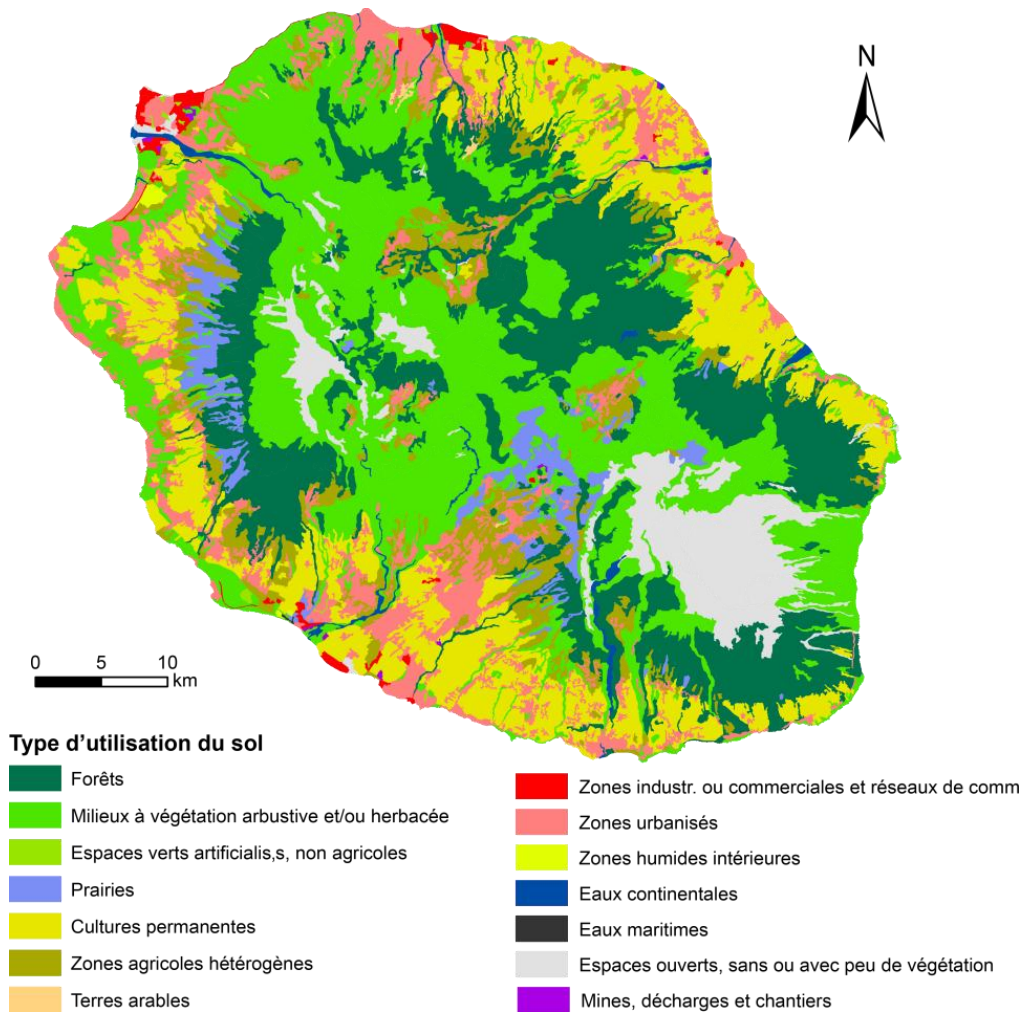 N
0 5 10
km
Type d’utilisation du sol
Forêts
Milieux à végétation arbustive et/ou herbacée
Espaces verts artificialis,s, non agricoles
Prairies
Cultures permanentes
Zones agricoles hétérogènes
Terres arables
Zones industr. ou commerciales et réseaux de comm
Zones urbanisés
Zones humides intérieures
Eaux continentales
Eaux maritimes
Espaces ouverts, sans ou avec peu de végétation
Mines, décharges et chantiers